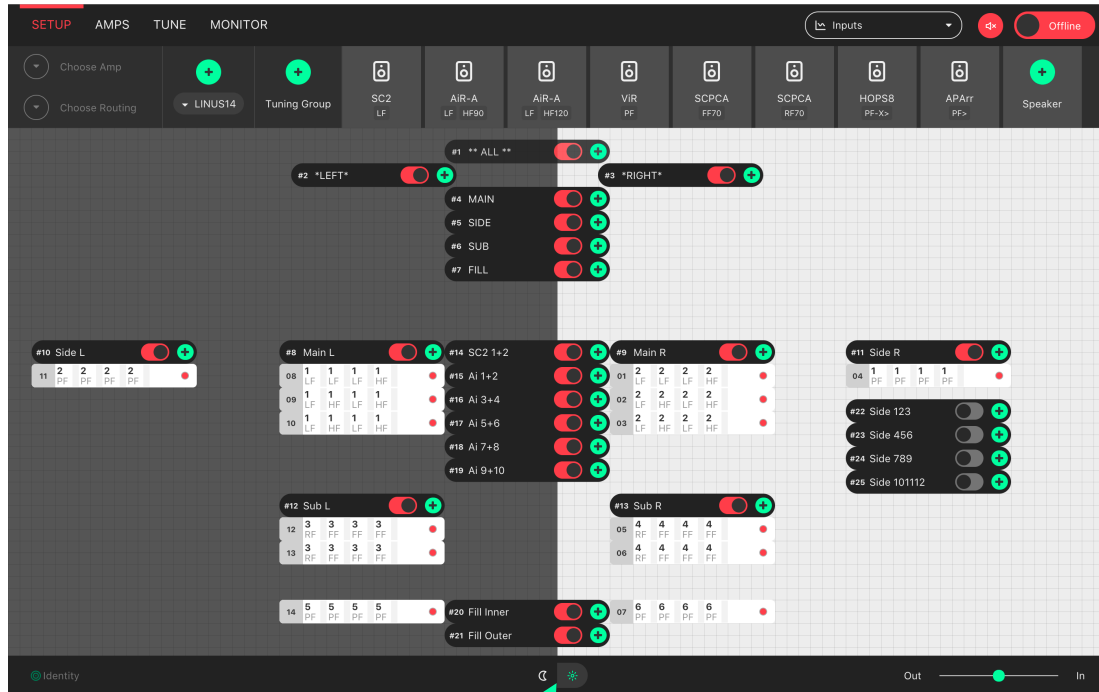 SETUP AMPS TUNE MONITOR Inputs Offline
Choose Amp
Choose Routing
LINUS14
Tuning Group
SC2
LF
AiR-A
LF HF90
AiR-A
LF HF120
ViR
PF
SCPCA
FF70
SCPCA
RF70
HOPS8
PF-X>
APArr
PF>
Speaker
#1 ** ALL **
#2 *LEFT*
#3 *RIGHT*
#4 MAIN
#5 SIDE
#6 SUB
#7 FILL
#10 Side L
11 2 2 2 2
PF PF PF PF
#8 Main L
08 1 1 1 1
LF LF LF HF
09 1 1 1 1
LF HF LF HF
10 1 1 1 1
LF HF LF HF
#14 SC2 1+2
#15 Ai 1+2
#16 Ai 3+4
#17 Ai 5+6
#18 Ai 7+8
#19 Ai 9+10
#9 Main R
01 2 2 2 2
LF LF LF HF
02 2 2 2 2
LF HF LF HF
03 2 2 2 2
LF HF LF HF
#11 Side R
04 1 1 1 1
PF PF PF PF
#22 Side 123
#23 Side 456
#24 Side 789
#25 Side 101112
#12 Sub L
12 3 3 3 3
RF FF FF FF
13 3 3 3 3
RF FF FF FF
#13 Sub R
05 4 4 4 4
RF FF FF FF
06 4 4 4 4
RF FF FF FF
14 5 5 5 5
PF PF PF PF
#20 Fill Inner
#21 Fill Outer
07 6 6 6 6
PF PF PF PF
Identity
Out In